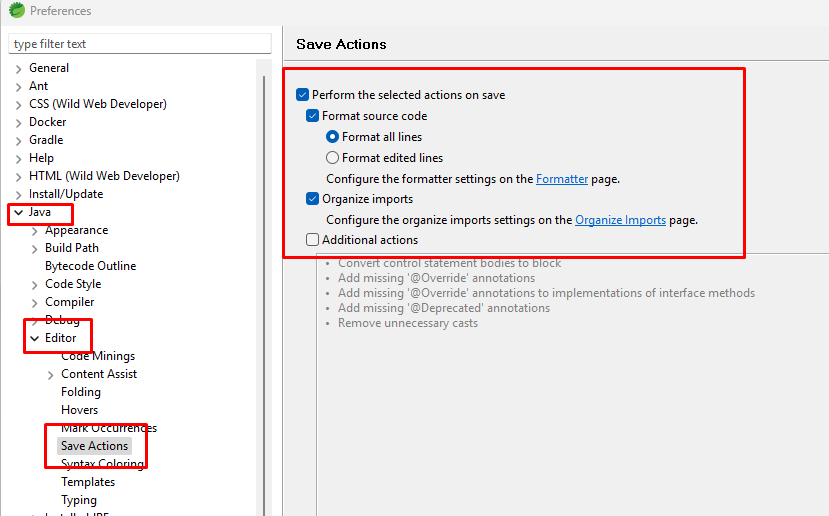 Preferences
type filter text
General
Ant
CSS (Wild Web Developer)
Docker
Gradle
Help
HTML (Wild Web Developer)
Install/Update
Java
Appearance
Build Path
Bytecode Outline
Code Style
Compiler
Debug
Editor
Code Minings
Content Assist
Folding
Hovers
Mark Occurrences
Save Actions
Syntax Coloring
Templates
Typing
Save Actions
Perform the selected actions on save
Format source code
Format all lines
Format edited lines
Configure the formatter settings on the Formatter page.
Organize imports
Configure the organize imports settings on the Organize Imports page.
Additional actions
• Convert control statement bodies to block
• Add missing '@Override' annotations
• Add missing '@Override' annotations to implementations of interface methods
• Add missing '@Deprecated' annotations
• Remove unnecessary casts